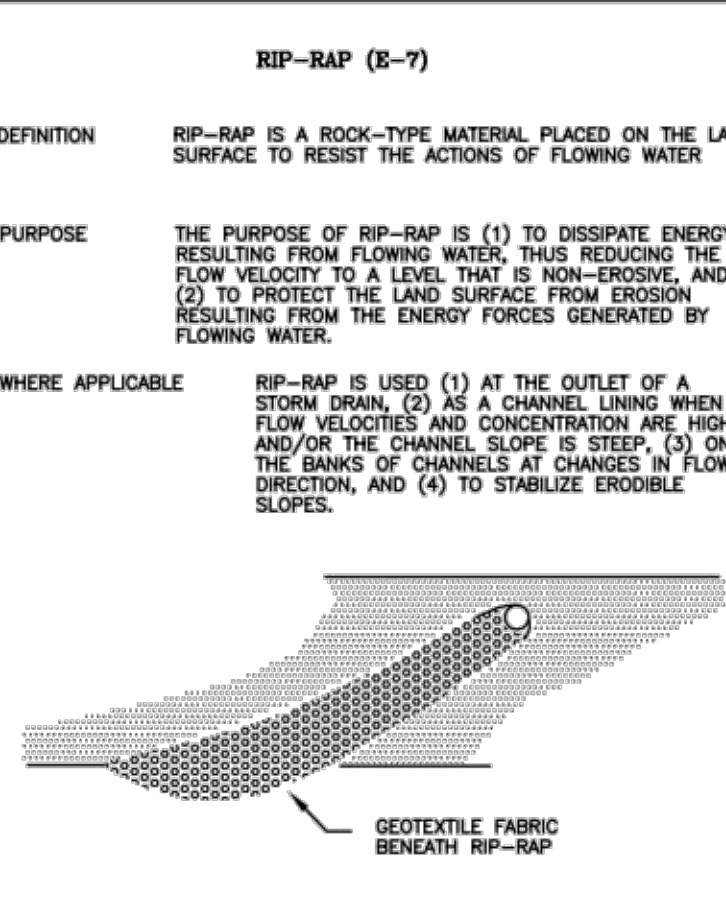 RIP-RAP (E-7)
DEFINITION
RIP-RAP IS A ROCK-TYPE MATERIAL PLACED ON THE LA
SURFACE TO RESIST THE ACTIONS OF FLOWING WATER
PURPOSE
THE PURPOSE OF RIP-RAP IS (1) TO DISSIPATE ENERGY
RESULTING FROM FLOWING WATER, THUS REDUCING THE
FLOW VELOCITY TO A LEVEL THAT IS NON-EROSIVE, AND
(2) TO PROTECT THE LAND SURFACE FROM EROSION
RESULTING FROM THE ENERGY FORCES GENERATED BY
FLOWING WATER.
WHERE APPLICABLE
RIP-RAP IS USED (1) AT THE OUTLET OF A
STORM DRAIN, (2) AS A CHANNEL LINING WHEN
FLOW VELOCITIES AND CONCENTRATION ARE HIGH
AND/OR THE CHANNEL SLOPE IS STEEP, (3) ON
THE BANKS OF CHANNELS AT CHANGES IN FLOW
DIRECTION, AND (4) TO STABILIZE ERODIBLE
SLOPES.
GEOTEXTILE FABRIC
BENEATH RIP-RAP